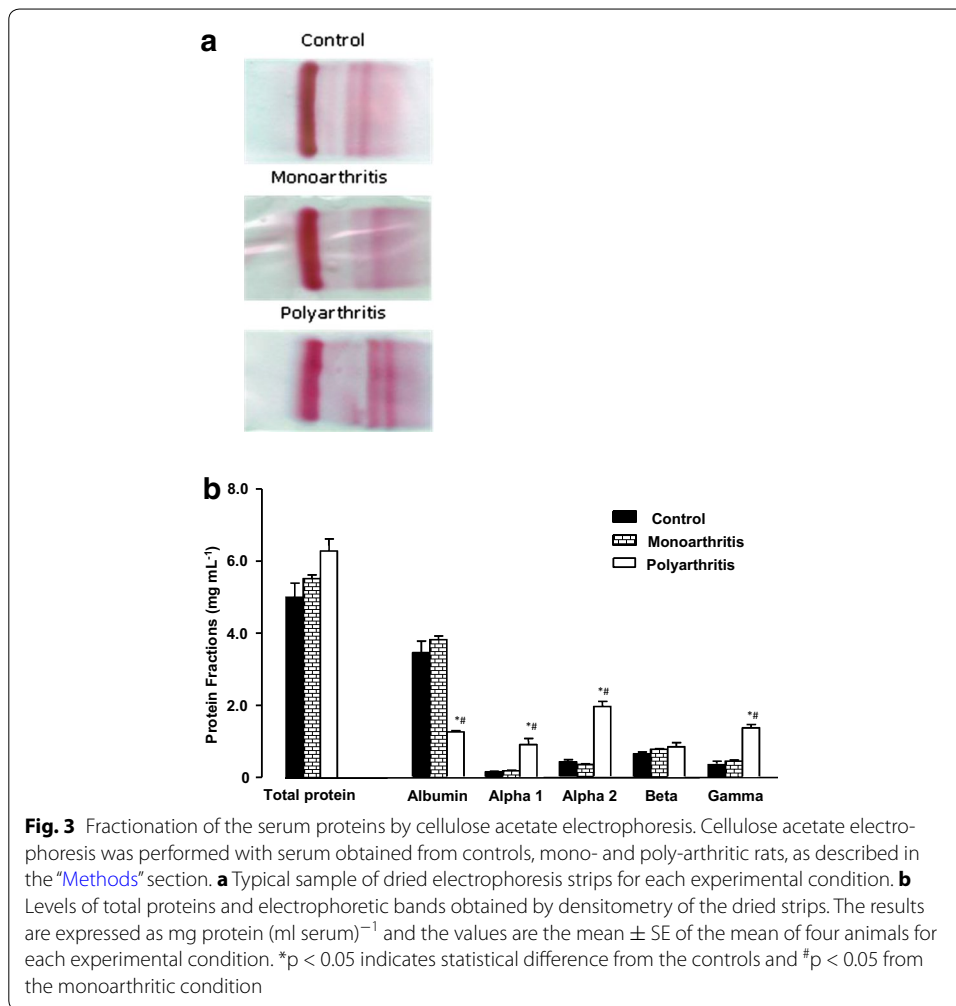 a
Control
Monoarthritis
Polyarthritis
b
8.0
6.0
4.0
2.0
0
Protein Fractions (mg mL⁻¹)
Control
Monoarthritis
Polyarthritis
*#
*#
*#
*#
Total protein Albumin Alpha 1 Alpha 2 Beta Gamma
Fig. 3 Fractionation of the serum proteins by cellulose acetate electrophoresis. Cellulose acetate electro-
phoresis was performed with serum obtained from controls, mono- and poly-arthritic rats, as described in
the “Methods” section. a Typical sample of dried electrophoresis strips for each experimental condition. b
Levels of total proteins and electrophoretic bands obtained by densitometry of the dried strips. The results
are expressed as mg protein (ml serum)⁻¹ and the values are the mean ± SE of the mean of four animals for
each experimental condition. *p < 0.05 indicates statistical difference from the controls and #p < 0.05 from
the monoarthritic condition